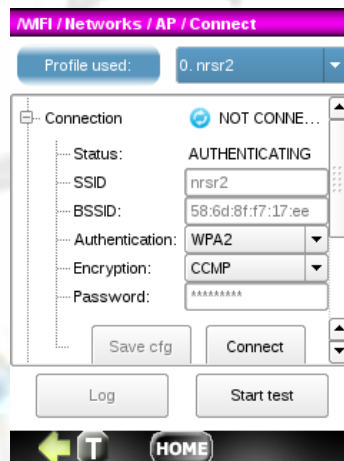 /WIFI / Networks / AP / Connect
Profile used: 0. nrsr2
Connection NOT CONNE...
Status: AUTHENTICATING
SSID nrsr2
BSSID: 58:6d:8f:f7:17:ee
Authentication: WPA2
Encryption: CCMP
Password: *********
Save cfg Connect
Log Start test
T HOME